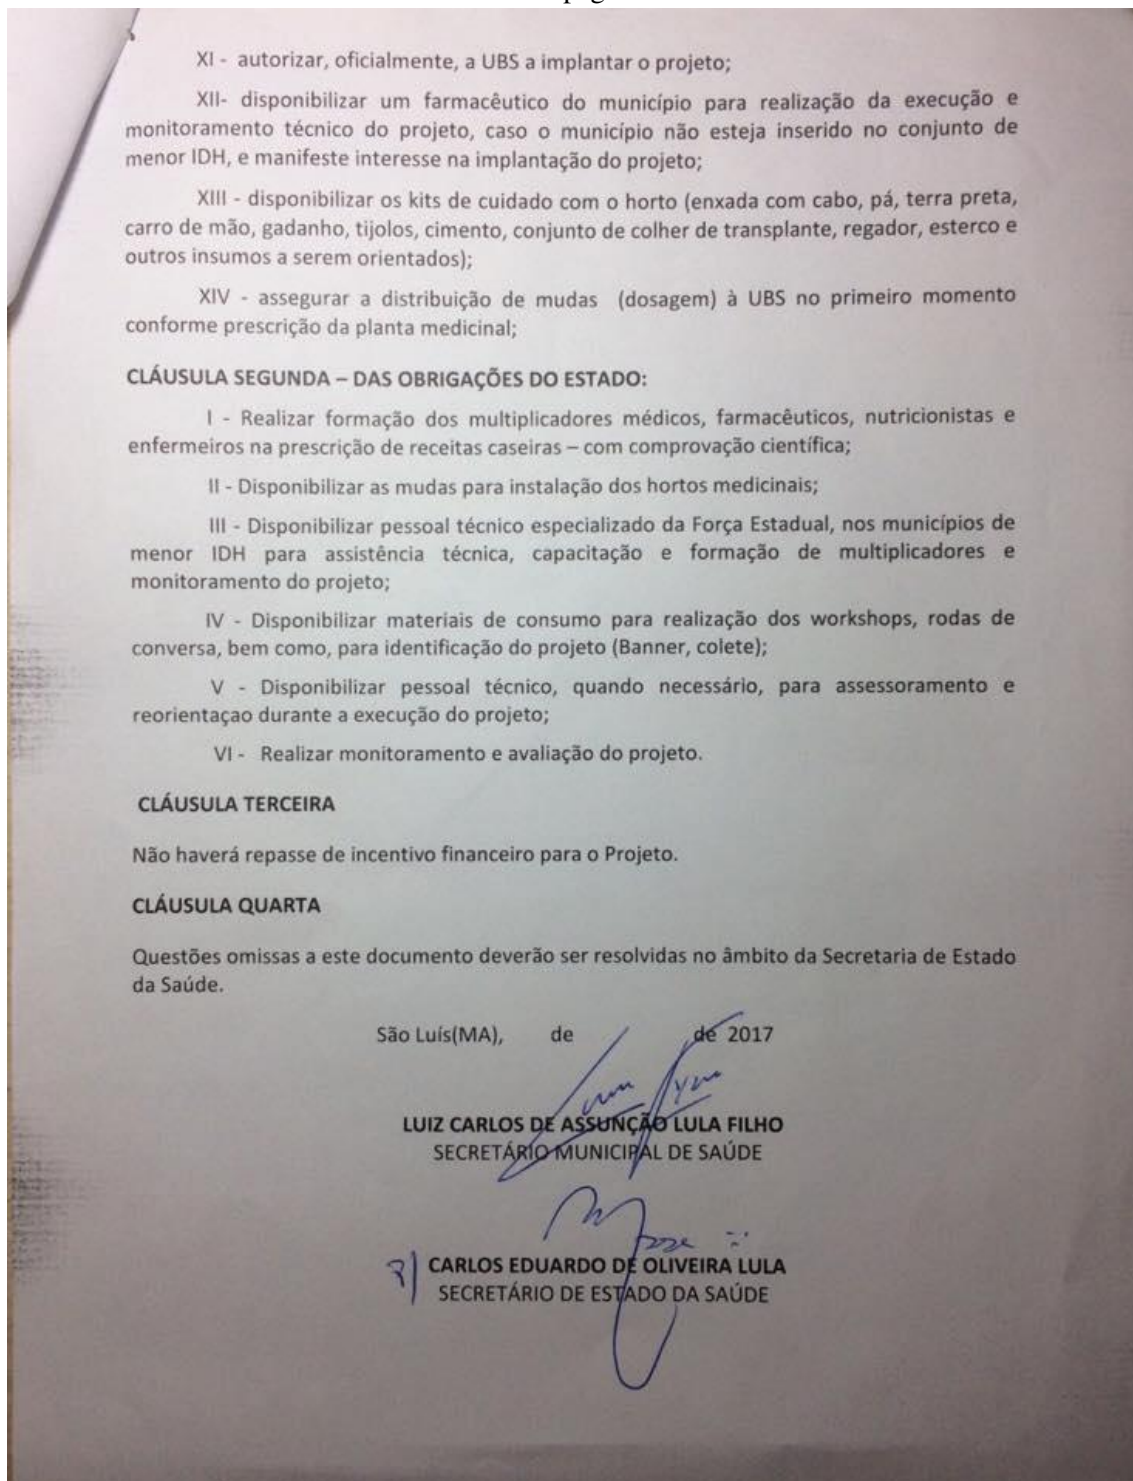 XI - autorizar, oficialmente, a UBS a implantar o projeto;
XII- disponibilizar um farmacêutico do município para realização da execução e
monitoramento técnico do projeto, caso o município não esteja inserido no conjunto de
menor IDH, e manifeste interesse na implantação do projeto;
XIII - disponibilizar os kits de cuidado com o horto (enxada com cabo, pá, terra preta,
carro de mão, gadanho, tijolos, cimento, conjunto de colher de transplante, regador, esterco e
outros insumos a serem orientados);
XIV - assegurar a distribuição de mudas (dosagem) à UBS no primeiro momento
conforme prescrição da planta medicinal;
CLÁUSULA SEGUNDA – DAS OBRIGAÇÕES DO ESTADO:
I - Realizar formação dos multiplicadores médicos, farmacêuticos, nutricionistas e
enfermeiros na prescrição de receitas caseiras – com comprovação científica;
II - Disponibilizar as mudas para instalação dos hortos medicinais;
III - Disponibilizar pessoal técnico especializado da Força Estadual, nos municípios de
menor IDH para assistência técnica, capacitação e formação de multiplicadores e
monitoramento do projeto;
IV - Disponibilizar materiais de consumo para realização dos workshops, rodas de
conversa, bem como, para identificação do projeto (Banner, colete);
V - Disponibilizar pessoal técnico, quando necessário, para assessoramento e
reorientaçao durante a execução do projeto;
VI - Realizar monitoramento e avaliação do projeto.
CLÁUSULA TERCEIRA
Não haverá repasse de incentivo financeiro para o Projeto.
CLÁUSULA QUARTA
Questões omissas a este documento deverão ser resolvidas no âmbito da Secretaria de Estado
da Saúde.
São Luís(MA), de de 2017
LUIZ CARLOS DE ASSUNÇÃO LULA FILHO
SECRETÁRIO MUNICIPAL DE SAÚDE
CARLOS EDUARDO DE OLIVEIRA LULA
SECRETÁRIO DE ESTADO DA SAÚDE